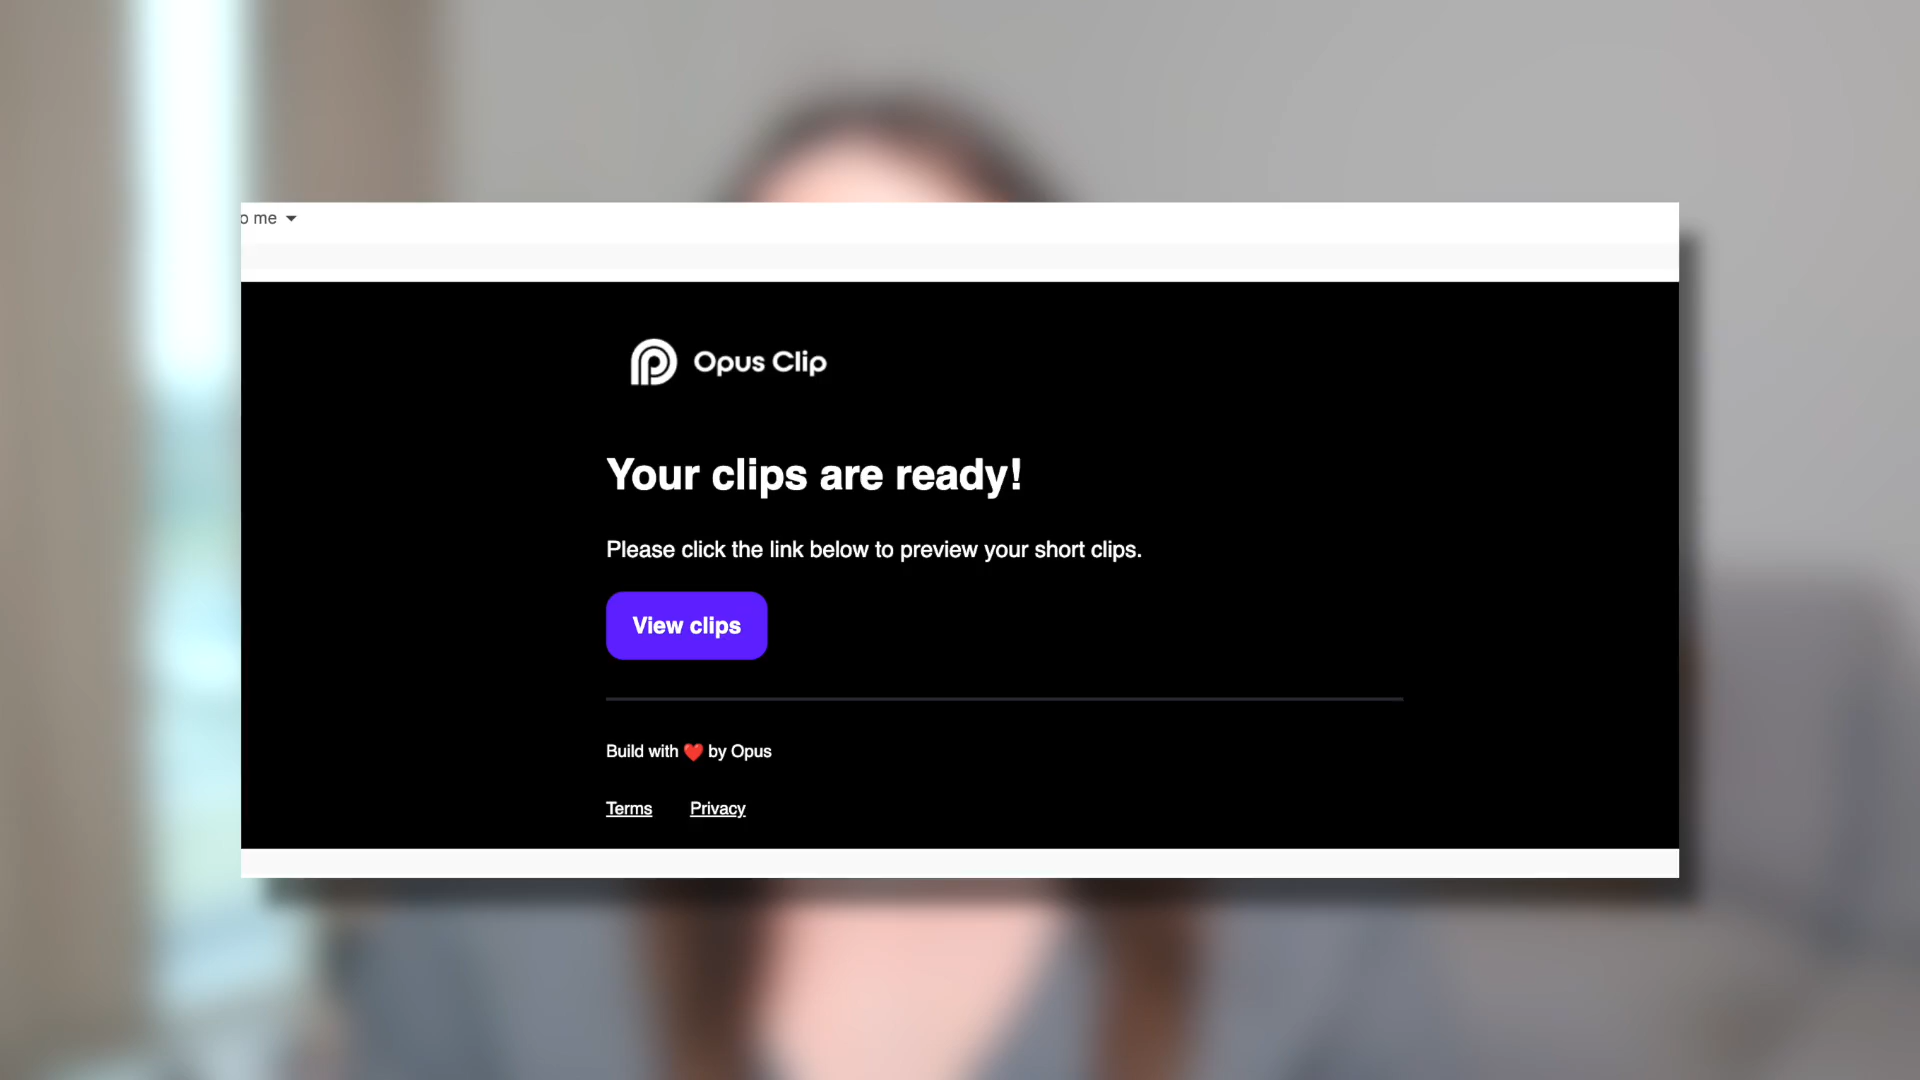 o me
Opus Clip
Your clips are ready!
Please click the link below to preview your short clips.
View clips
Build with ❤️ by Opus
Terms Privacy